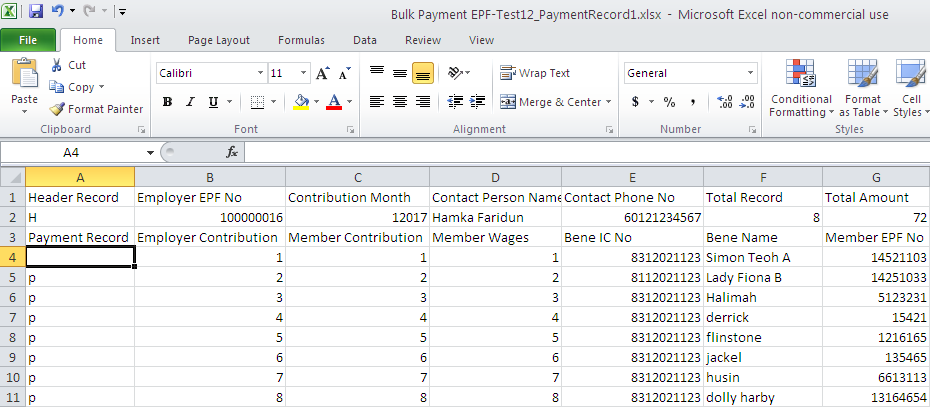 Bulk Payment EPF-Test12_PaymentRecord1.xlsx - Microsoft Excel non-commercial use
File Home Insert Page Layout Formulas Data Review View
Paste Cut Copy Format Painter
Calibri 11 A A
B I U
Wrap Text
Merge & Center
General
$ % , .0 .00 .00 .0
Conditional Formatting Format as Table Cell Styles
Clipboard Font Alignment Number Styles
A4 fx
A B C D E F G
1 Header Record Employer EPF No Contribution Month Contact Person Name Contact Phone No Total Record Total Amount
2 H 100000016 12017 Hamka Faridun 60121234567 8 72
3 Payment Record Employer Contribution Member Contribution Member Wages Bene IC No Bene Name Member EPF No
4 1 1 1 8312021123 Simon Teoh A 14521103
5 p 2 2 2 8112021123 Lady Fiona B 14251033
6 p 3 3 3 8312021123 Halimah 5123231
7 p 4 4 4 8312021123 derrick 15421
8 p 5 5 5 8312021123 flinstone 1216165
9 p 6 6 6 8312021123 jackel 135465
10 p 7 7 7 8312021123 husin 6613113
11 p 8 8 8 8312021123 dolly harby 13164654